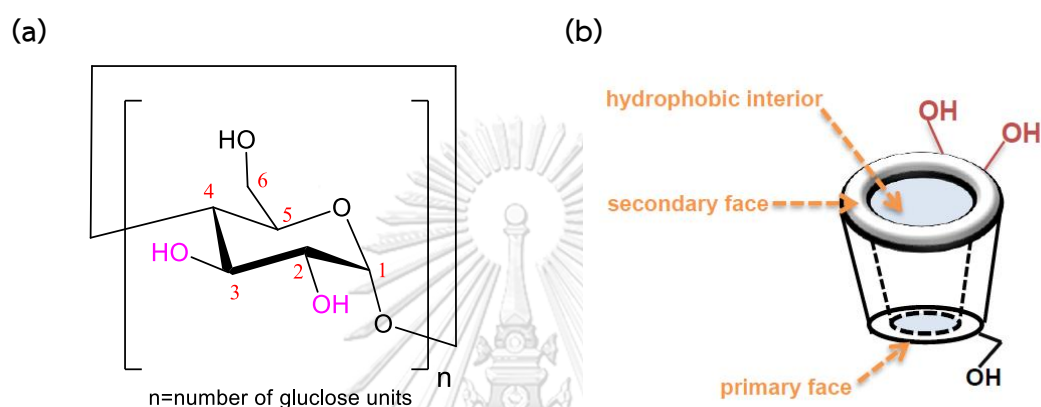 (a)
HO
6
4
5
O
HO
2
1
3
OH
O
n
n=number of gluclose units
(b)
hydrophobic interior
OH
OH
secondary face
primary face
OH